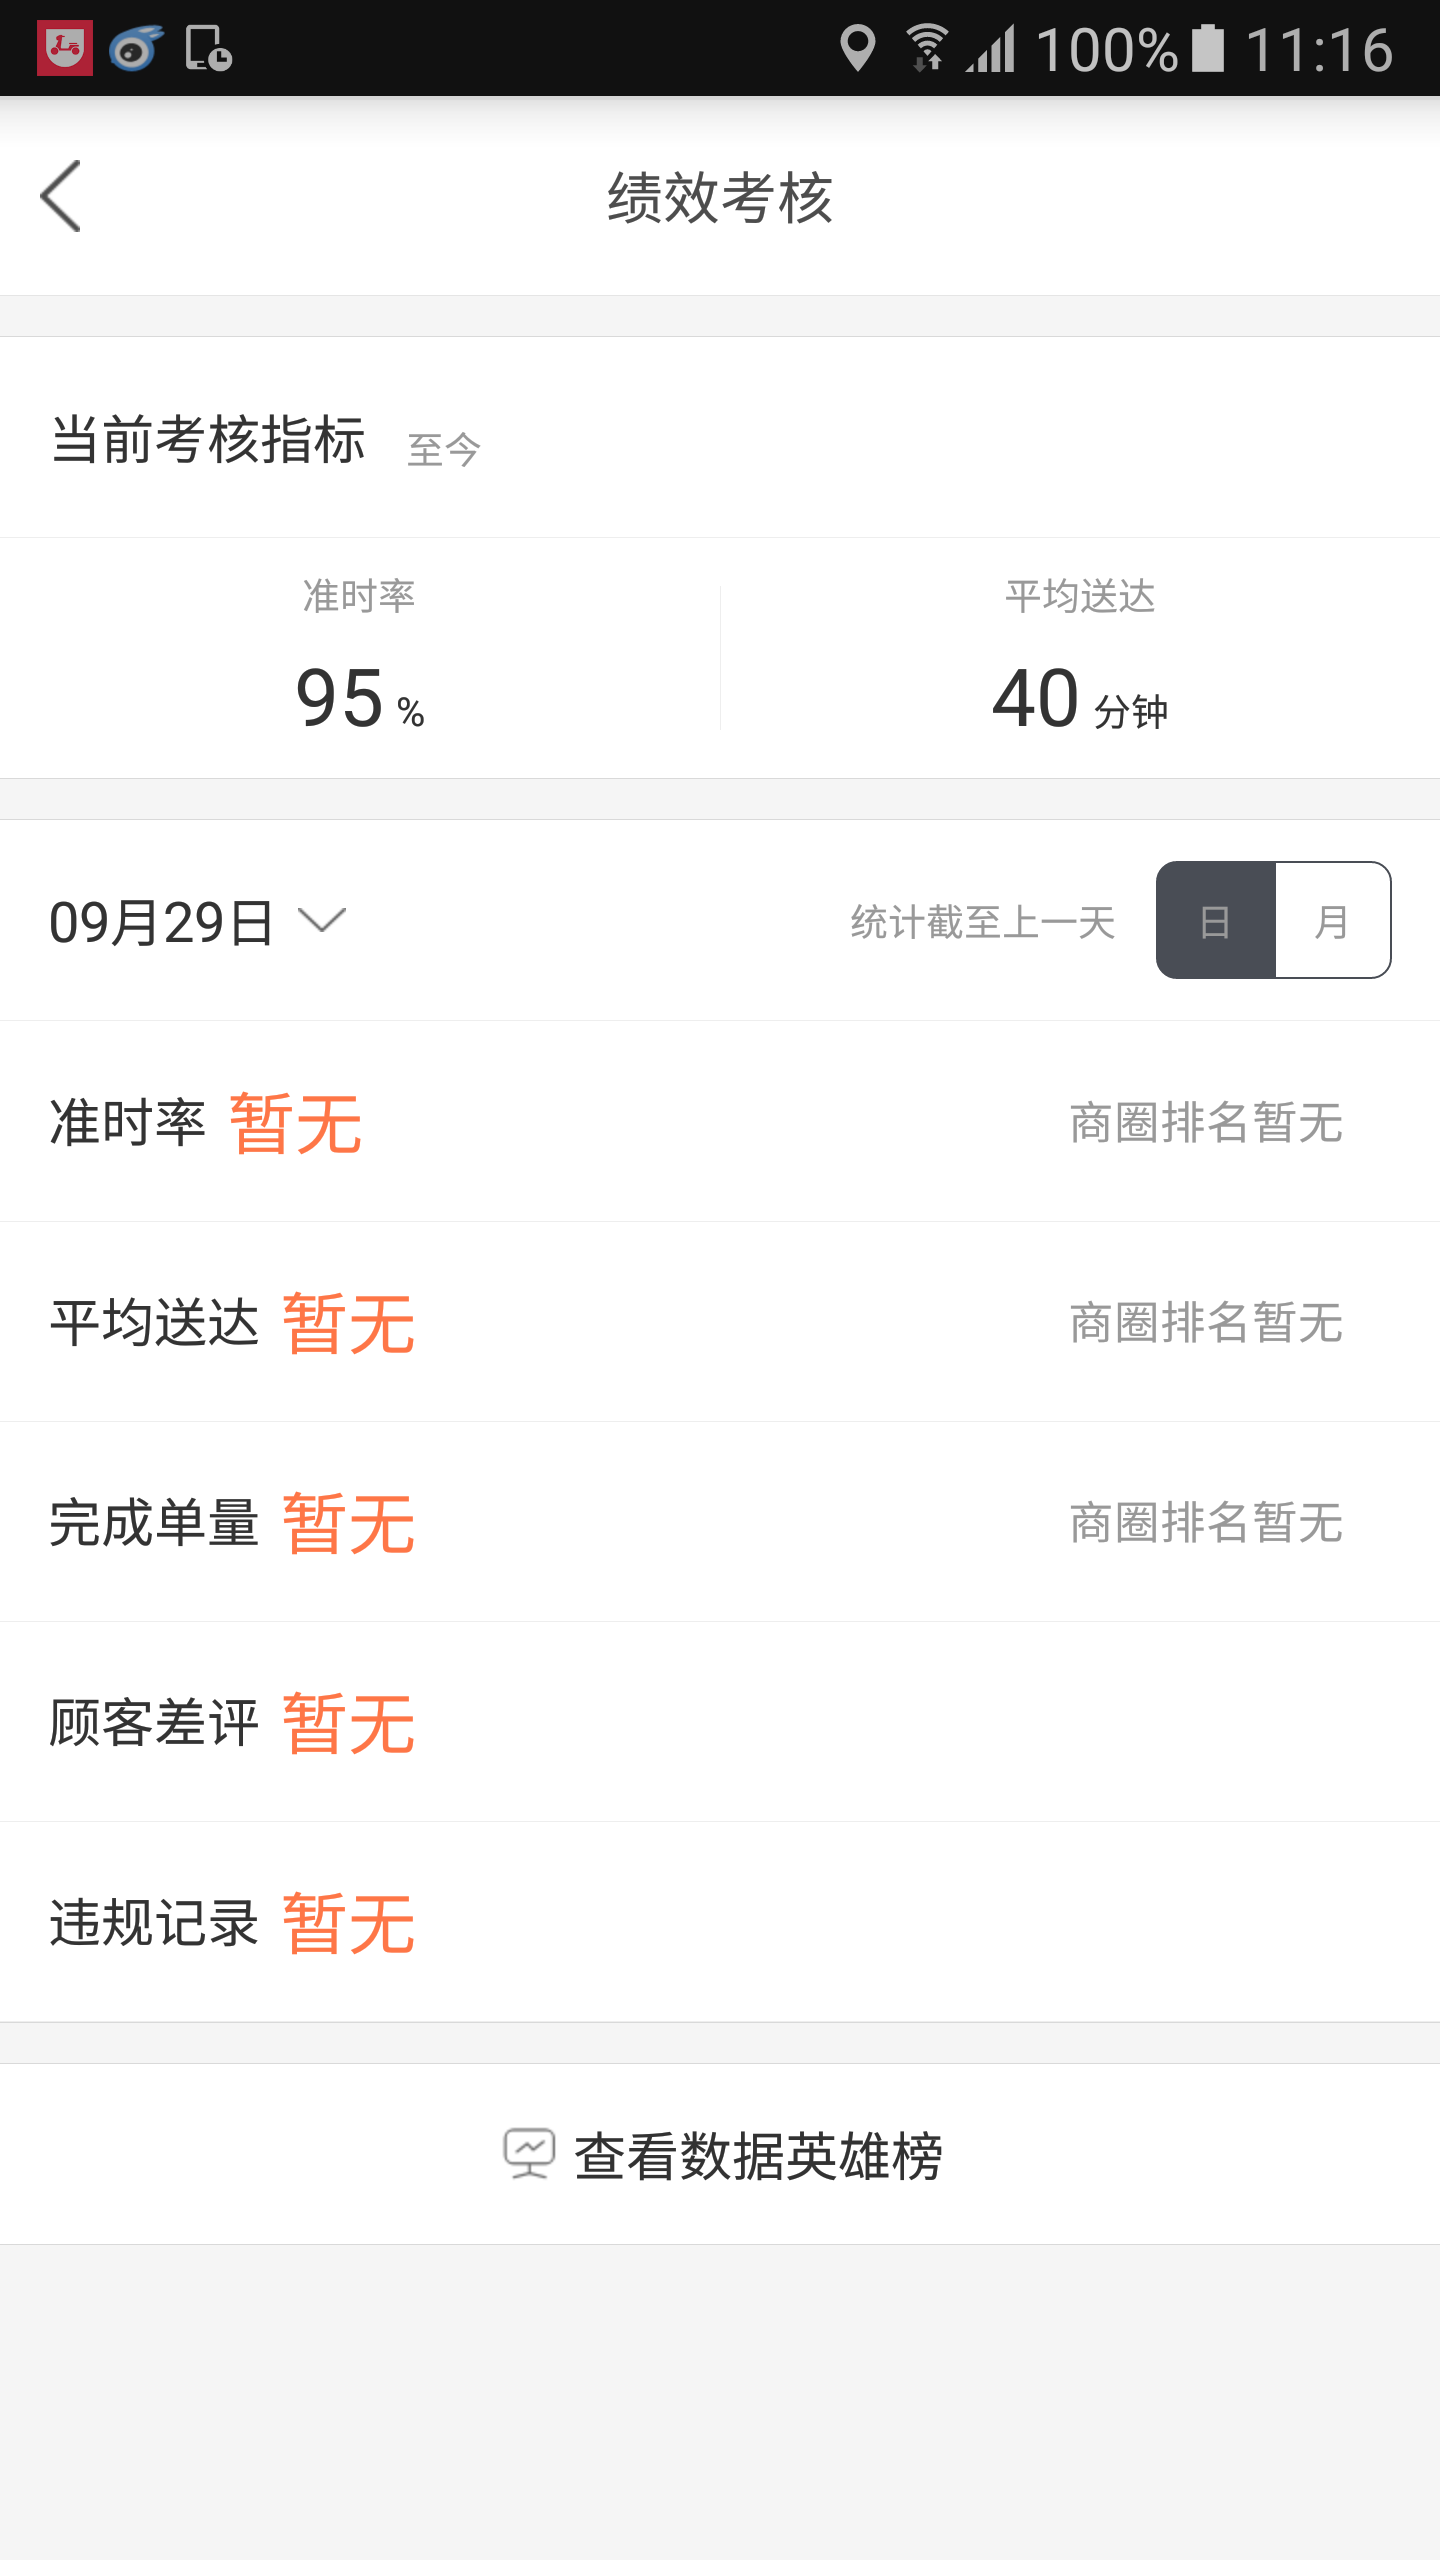 100% 11:16
绩效考核
当前考核指标 至今
准时率 平均送达
95 % 40 分钟
09月29日 统计截至上一天 日 月
准时率 暂无 商圈排名暂无
平均送达 暂无 商圈排名暂无
完成单量 暂无 商圈排名暂无
顾客差评 暂无
违规记录 暂无
查看数据英雄榜